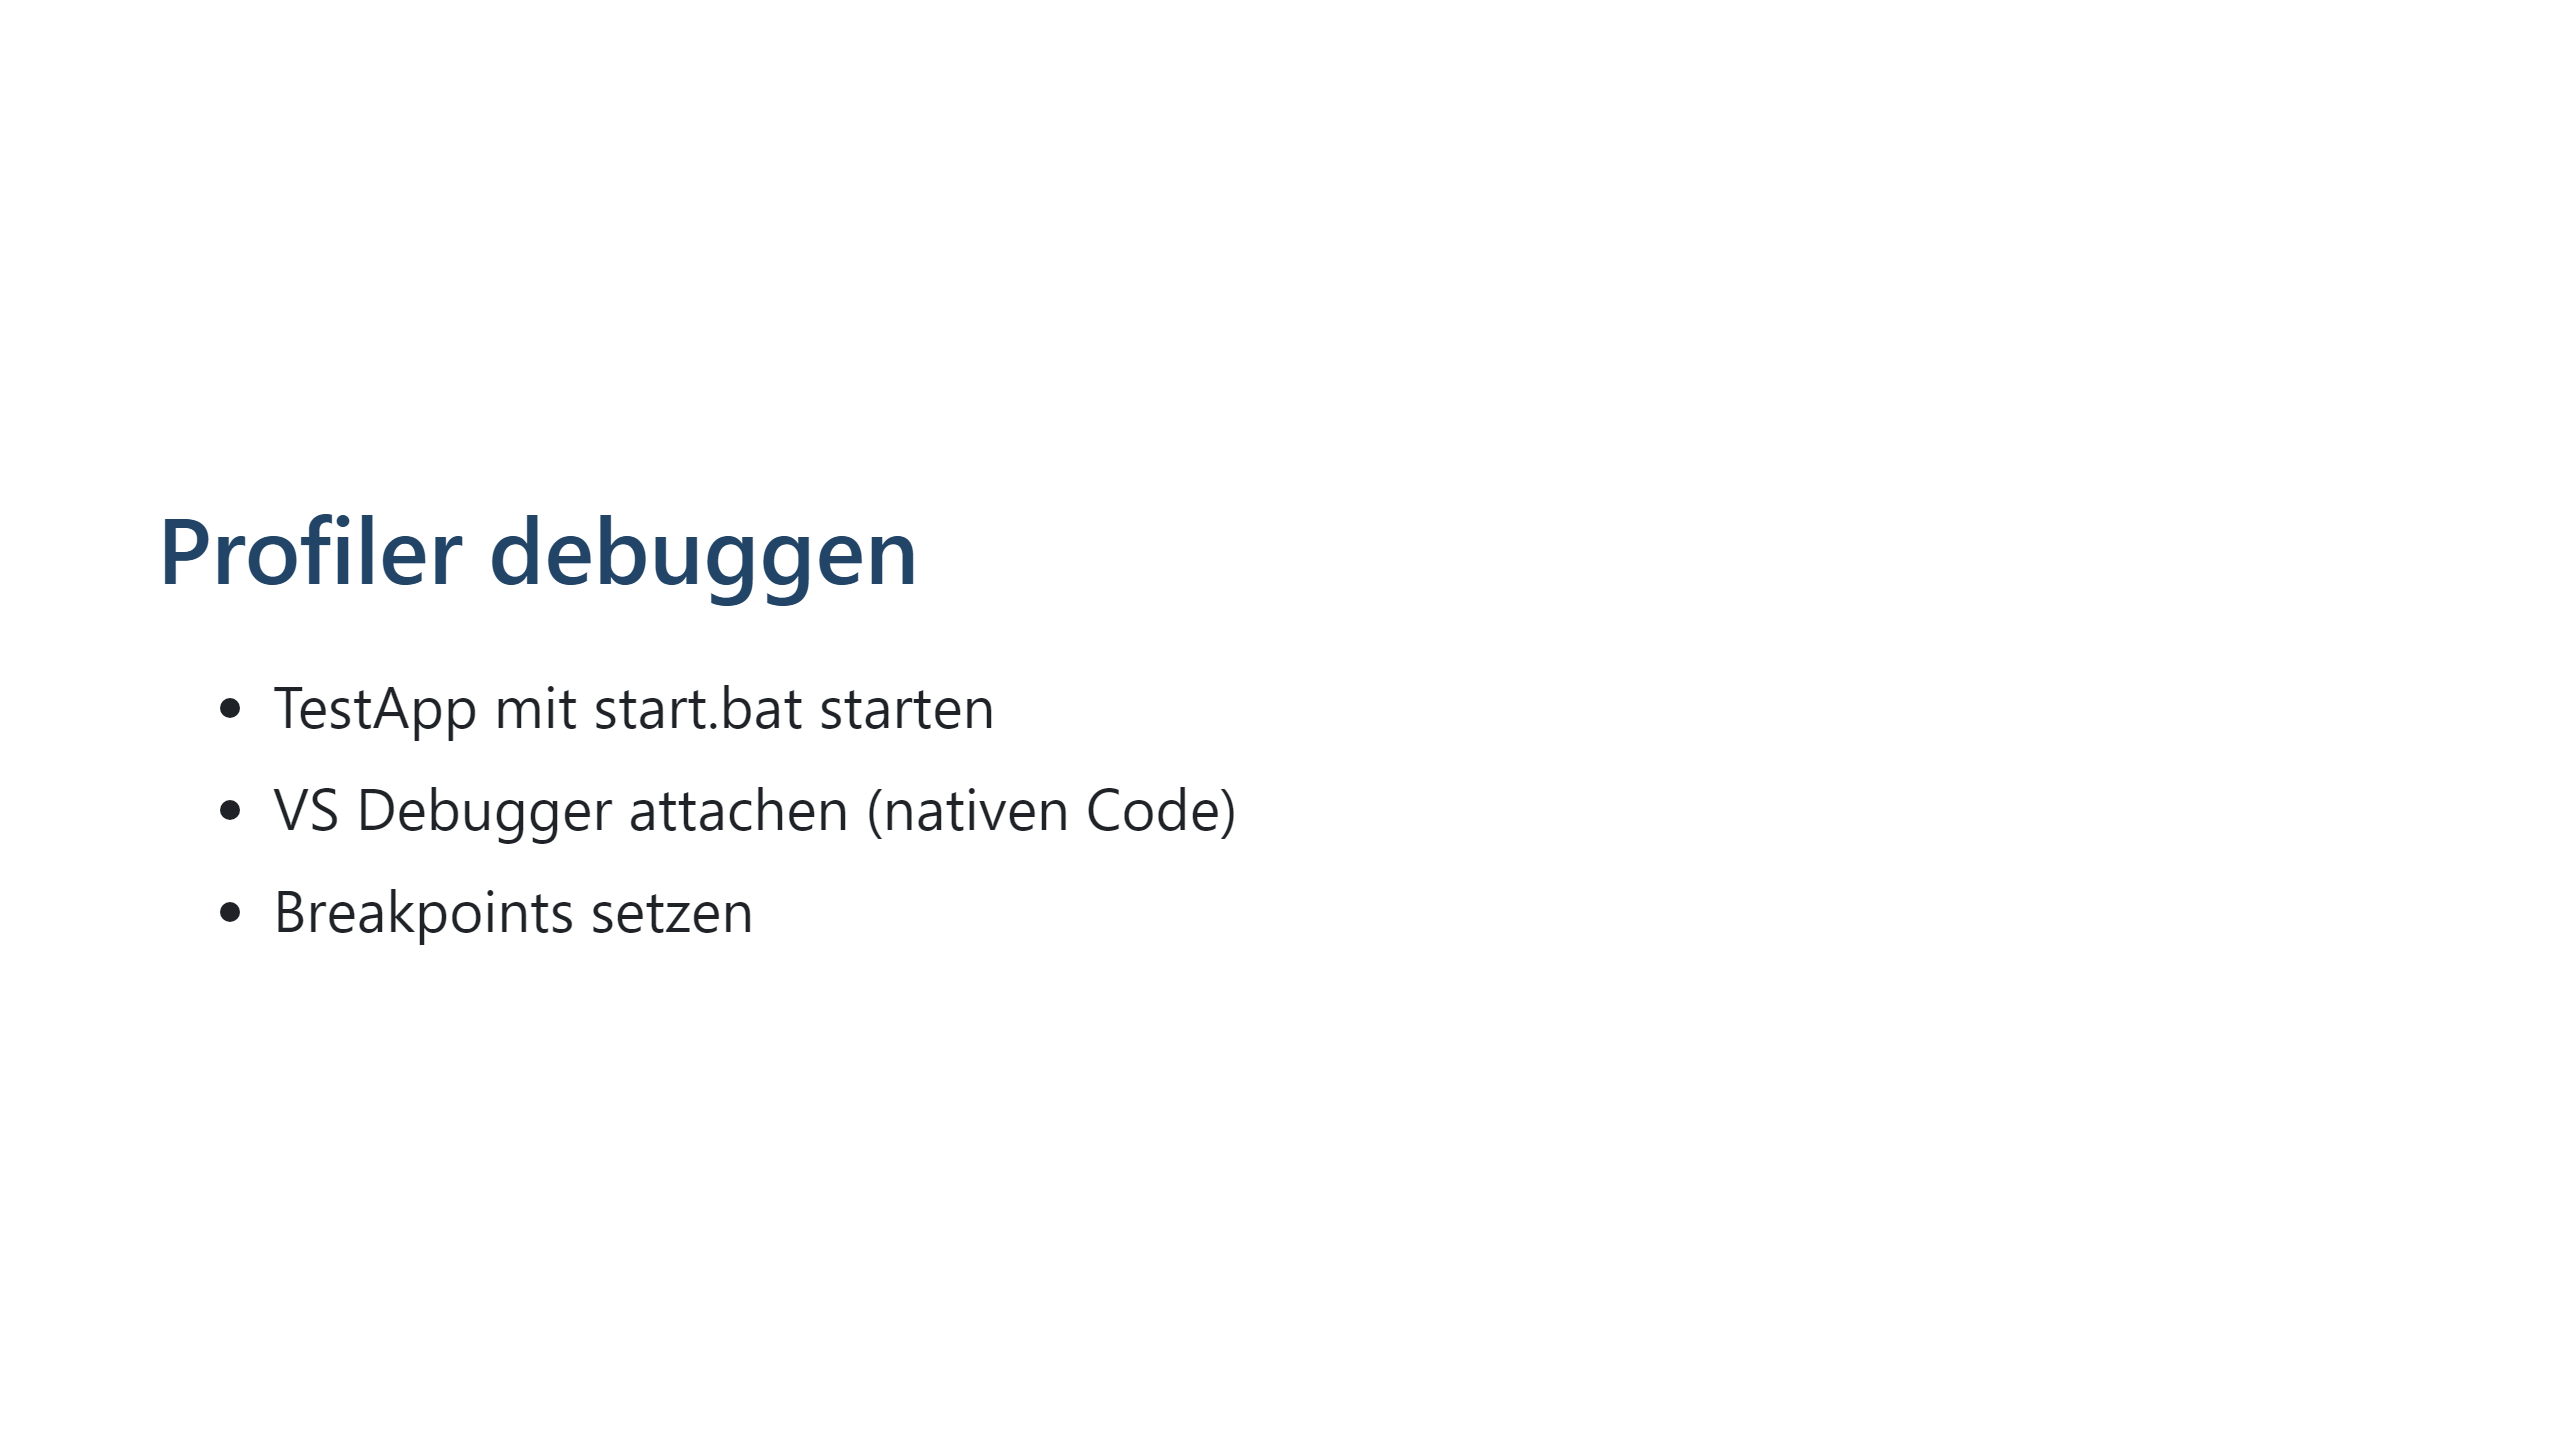 Profiler debuggen
• TestApp mit start.bat starten
• VS Debugger attachen (nativen Code)
• Breakpoints setzen